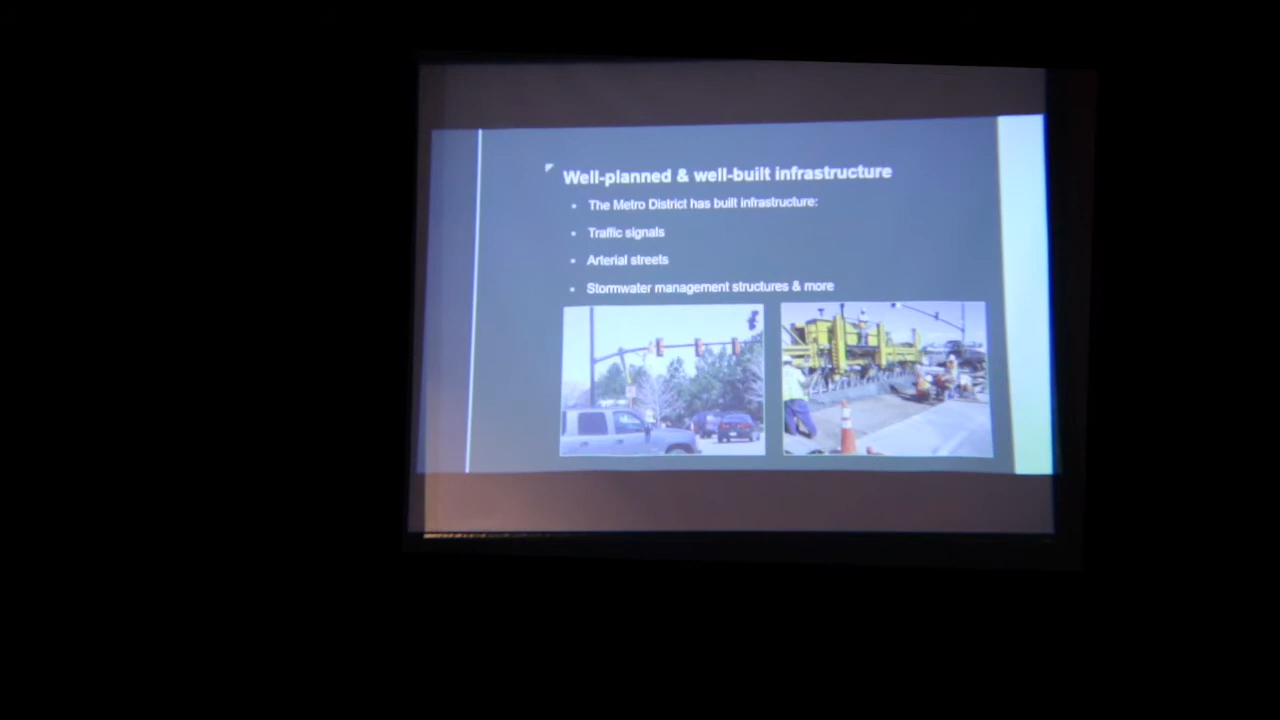 Well-planned & well-built infrastructure
• The Metro District has built infrastructure:
• Traffic signals
• Arterial streets
• Stormwater management structures & more